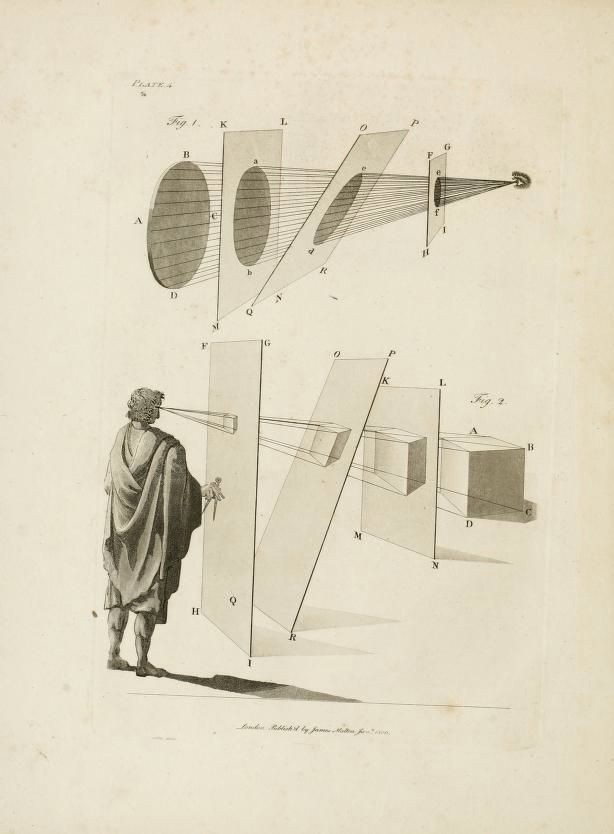 PLATE 4
Fig. 1.
K L
O P
B a e
G
F
e
A C
f
I
b d
H
D R
Q N
M
F G
O P
K L
Fig. 2.
A
B
C
D
M
N
Q
H
R
I
London Publish'd by James Malton Jan.y 1800.